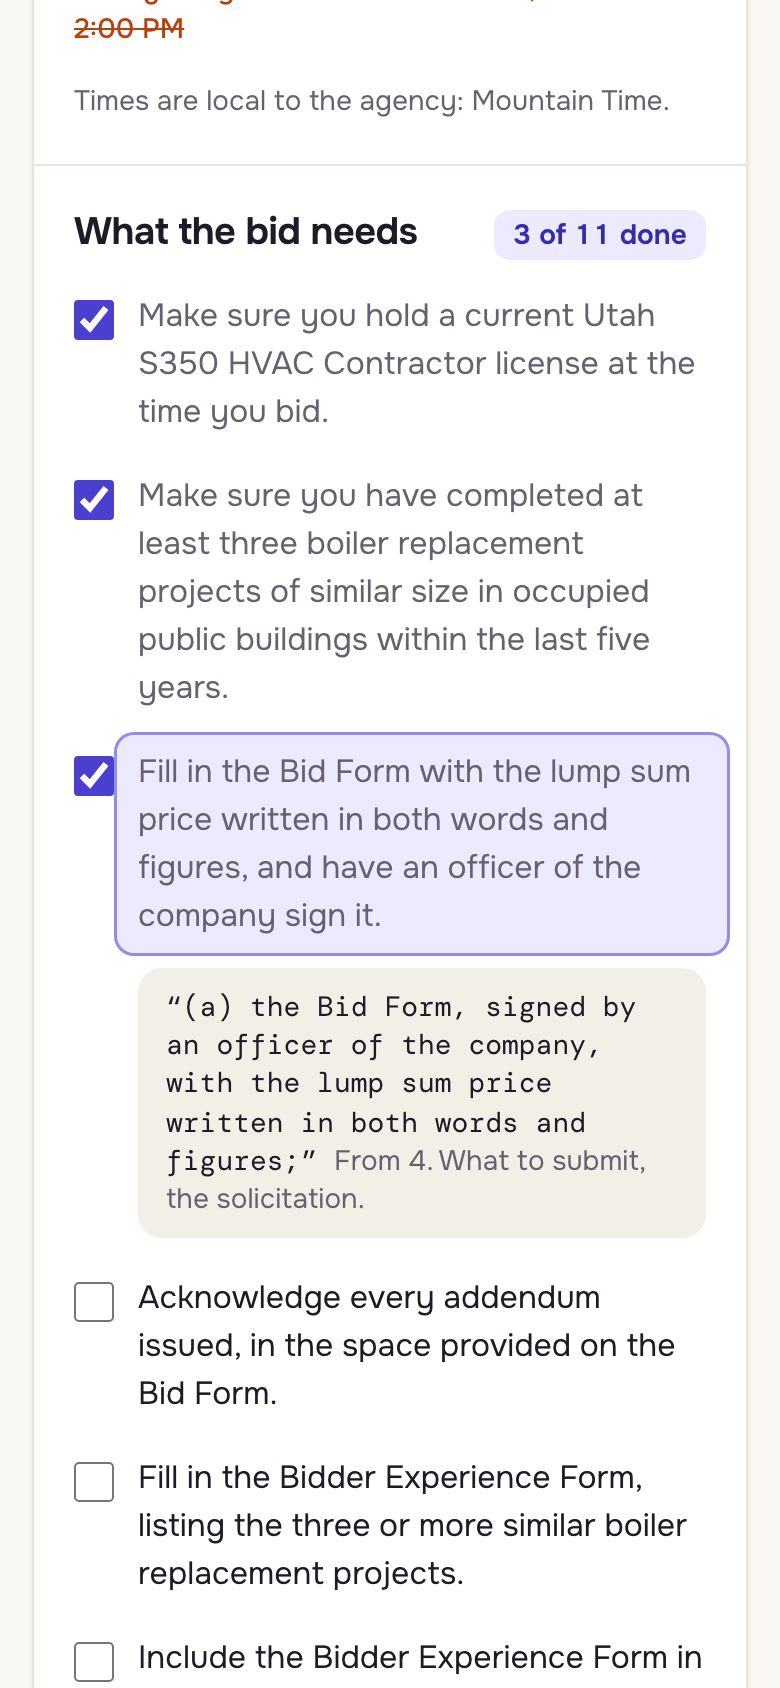 2:00 PM
Times are local to the agency: Mountain Time.
What the bid needs
3 of 11 done
Make sure you hold a current Utah
S350 HVAC Contractor license at the
time you bid.
Make sure you have completed at
least three boiler replacement
projects of similar size in occupied
public buildings within the last five
years.
Fill in the Bid Form with the lump sum
price written in both words and
figures, and have an officer of the
company sign it.
“(a) the Bid Form, signed by
an officer of the company,
with the lump sum price
written in both words and
figures;” From 4. What to submit,
the solicitation.
Acknowledge every addendum
issued, in the space provided on the
Bid Form.
Fill in the Bidder Experience Form,
listing the three or more similar boiler
replacement projects.
Include the Bidder Experience Form in